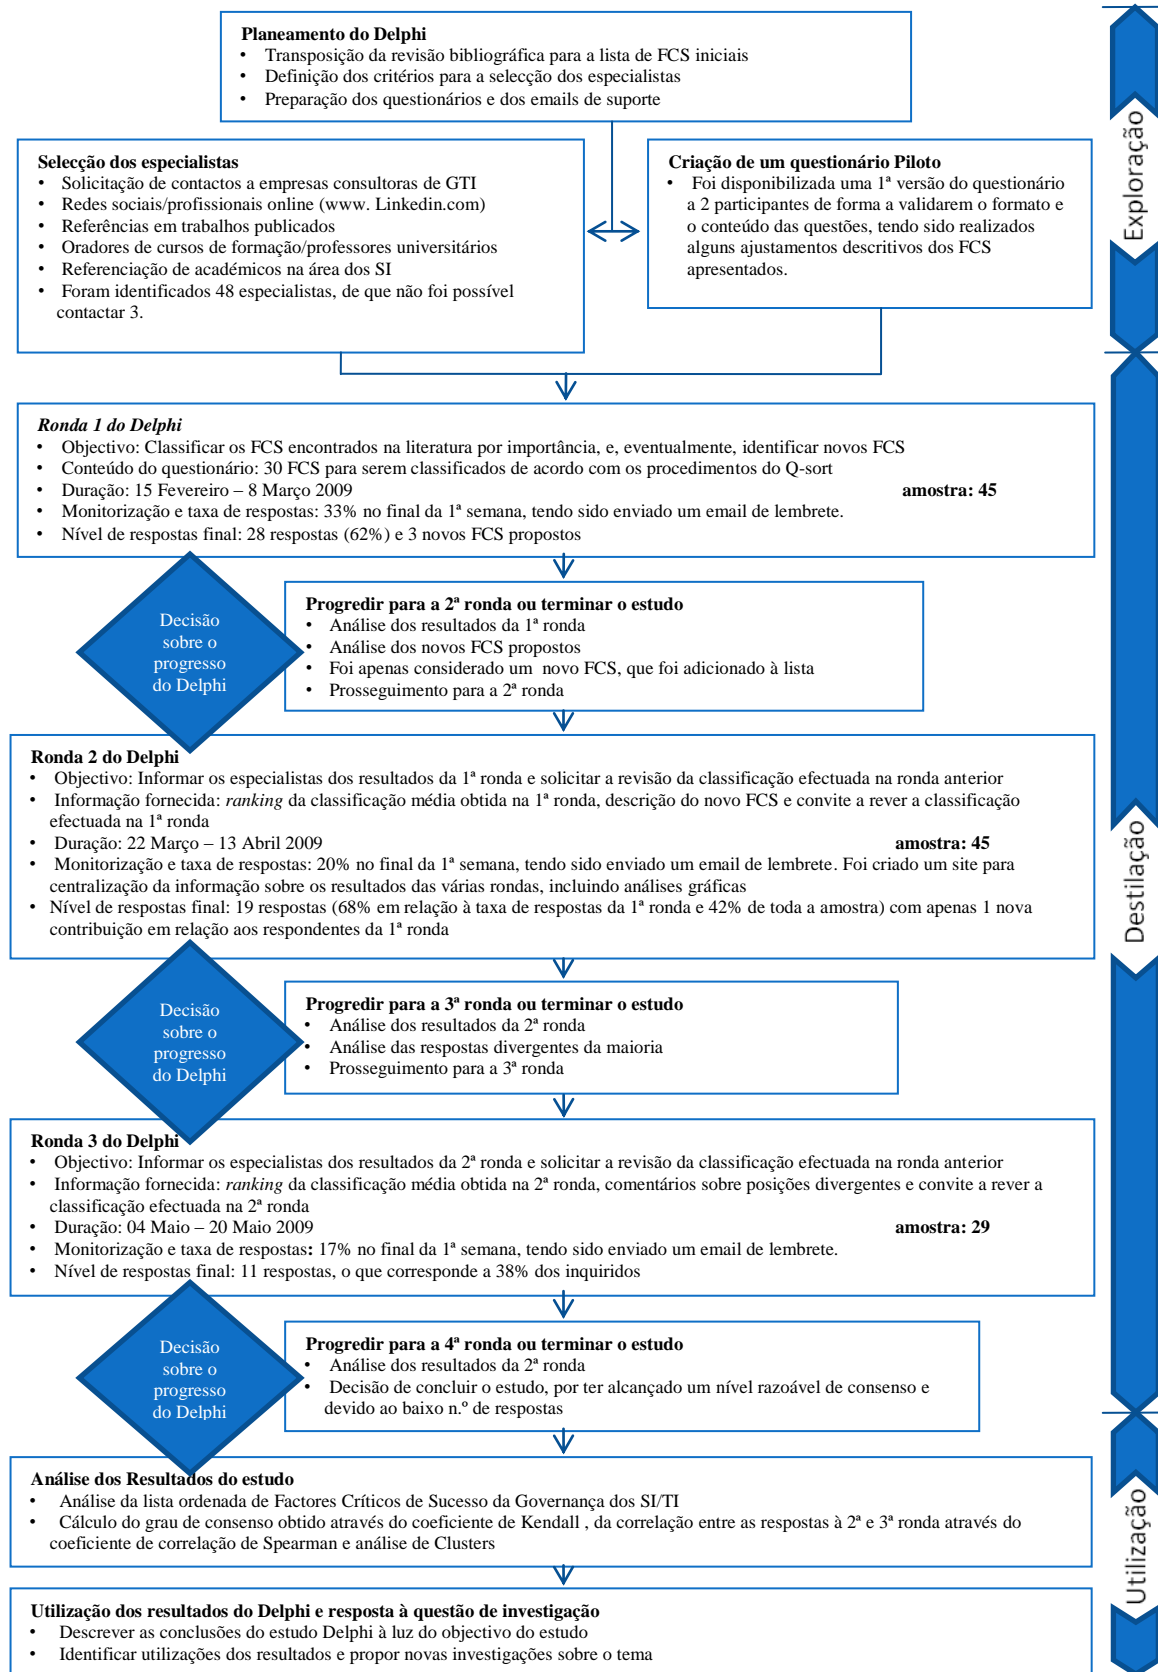 Planeamento do Delphi
• Transposição da revisão bibliográfica para a lista de FCS iniciais
• Definição dos critérios para a selecção dos especialistas
• Preparação dos questionários e dos emails de suporte
Selecção dos especialistas
• Solicitação de contactos a empresas consultoras de GTI
• Redes sociais/profissionais online (www. Linkedin.com)
• Referências em trabalhos publicados
• Oradores de cursos de formação/professores universitários
• Referenciação de académicos na área dos SI
• Foram identificados 48 especialistas, de que não foi possível
contactar 3.
Criação de um questionário Piloto
• Foi disponibilizada uma 1ª versão do questionário
a 2 participantes de forma a validarem o formato e
o conteúdo das questões, tendo sido realizados
alguns ajustamentos descritivos dos FCS
apresentados.
Exploração
Ronda 1 do Delphi
• Objectivo: Classificar os FCS encontrados na literatura por importância, e, eventualmente, identificar novos FCS
• Conteúdo do questionário: 30 FCS para serem classificados de acordo com os procedimentos do Q-sort
• Duração: 15 Fevereiro – 8 Março 2009 amostra: 45
• Monitorização e taxa de respostas: 33% no final da 1ª semana, tendo sido enviado um email de lembrete.
• Nível de respostas final: 28 respostas (62%) e 3 novos FCS propostos
Decisão
sobre o
progresso
do Delphi
Progredir para a 2ª ronda ou terminar o estudo
• Análise dos resultados da 1ª ronda
• Análise dos novos FCS propostos
• Foi apenas considerado um novo FCS, que foi adicionado à lista
• Prosseguimento para a 2ª ronda
Ronda 2 do Delphi
• Objectivo: Informar os especialistas dos resultados da 1ª ronda e solicitar a revisão da classificação efectuada na ronda anterior
• Informação fornecida: ranking da classificação média obtida na 1ª ronda, descrição do novo FCS e convite a rever a classificação
efectuada na 1ª ronda
• Duração: 22 Março – 13 Abril 2009 amostra: 45
• Monitorização e taxa de respostas: 20% no final da 1ª semana, tendo sido enviado um email de lembrete. Foi criado um site para
centralização da informação sobre os resultados das várias rondas, incluindo análises gráficas
• Nível de respostas final: 19 respostas (68% em relação à taxa de respostas da 1ª ronda e 42% de toda a amostra) com apenas 1 nova
contribuição em relação aos respondentes da 1ª ronda
Destilação
Decisão
sobre o
progresso
do Delphi
Progredir para a 3ª ronda ou terminar o estudo
• Análise dos resultados da 2ª ronda
• Análise das respostas divergentes da maioria
• Prosseguimento para a 3ª ronda
Ronda 3 do Delphi
• Objectivo: Informar os especialistas dos resultados da 2ª ronda e solicitar a revisão da classificação efectuada na ronda anterior
• Informação fornecida: ranking da classificação média obtida na 2ª ronda, comentários sobre posições divergentes e convite a rever a
classificação efectuada na 2ª ronda
• Duração: 04 Maio – 20 Maio 2009 amostra: 29
• Monitorização e taxa de respostas: 17% no final da 1ª semana, tendo sido enviado um email de lembrete.
• Nível de respostas final: 11 respostas, o que corresponde a 38% dos inquiridos
Decisão
sobre o
progresso
do Delphi
Progredir para a 4ª ronda ou terminar o estudo
• Análise dos resultados da 2ª ronda
• Decisão de concluir o estudo, por ter alcançado um nível razoável de consenso e
devido ao baixo n.º de respostas
Análise dos Resultados do estudo
• Análise da lista ordenada de Factores Críticos de Sucesso da Governança dos SI/TI
• Cálculo do grau de consenso obtido através do coeficiente de Kendall , da correlação entre as respostas à 2ª e 3ª ronda através do
coeficiente de correlação de Spearman e análise de Clusters
Utilização
Utilização dos resultados do Delphi e resposta à questão de investigação
• Descrever as conclusões do estudo Delphi à luz do objectivo do estudo
• Identificar utilizações dos resultados e propor novas investigações sobre o tema